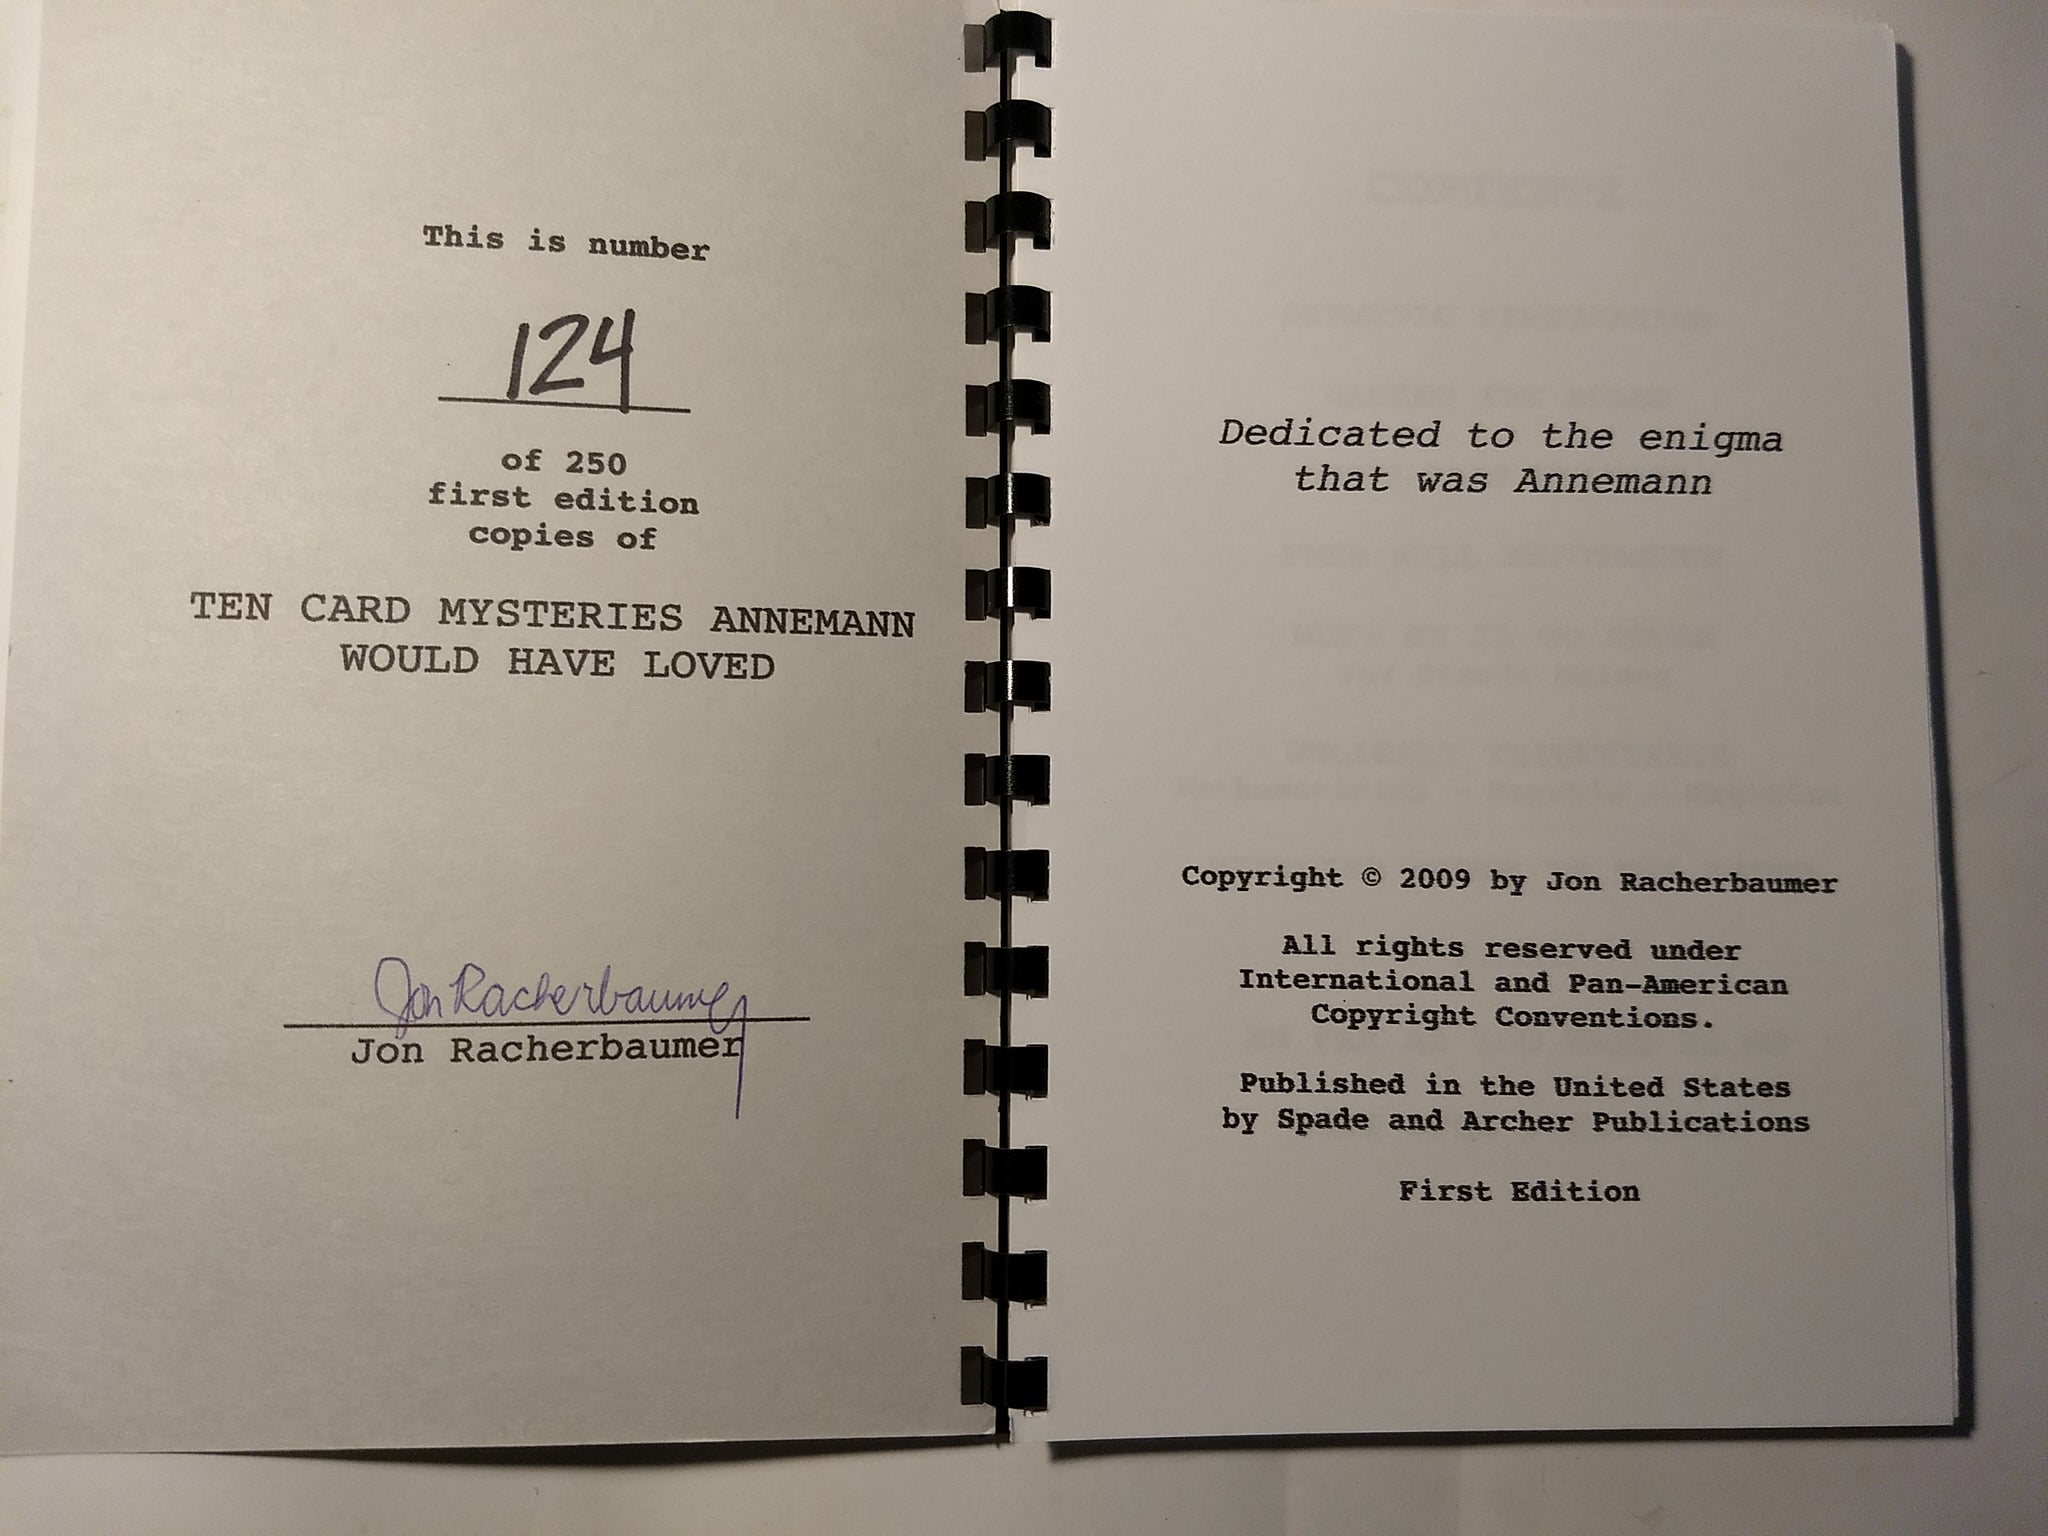 This is number
124
of 250
first edition
copies of
TEN CARD MYSTERIES ANNEMANN
WOULD HAVE LOVED
Jon Racherbaumer
Jon Racherbaumer
Dedicated to the enigma
that was Annemann
Copyright © 2009 by Jon Racherbaumer
All rights reserved under
International and Pan-American
Copyright Conventions.
Published in the United States
by Spade and Archer Publications
First Edition
CONTENTS